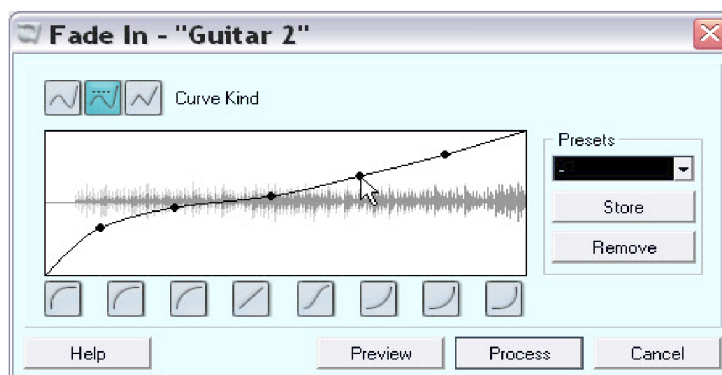 Fade In - "Guitar 2"
Curve Kind
Presets
-
Store
Remove
Help
Preview
Process
Cancel